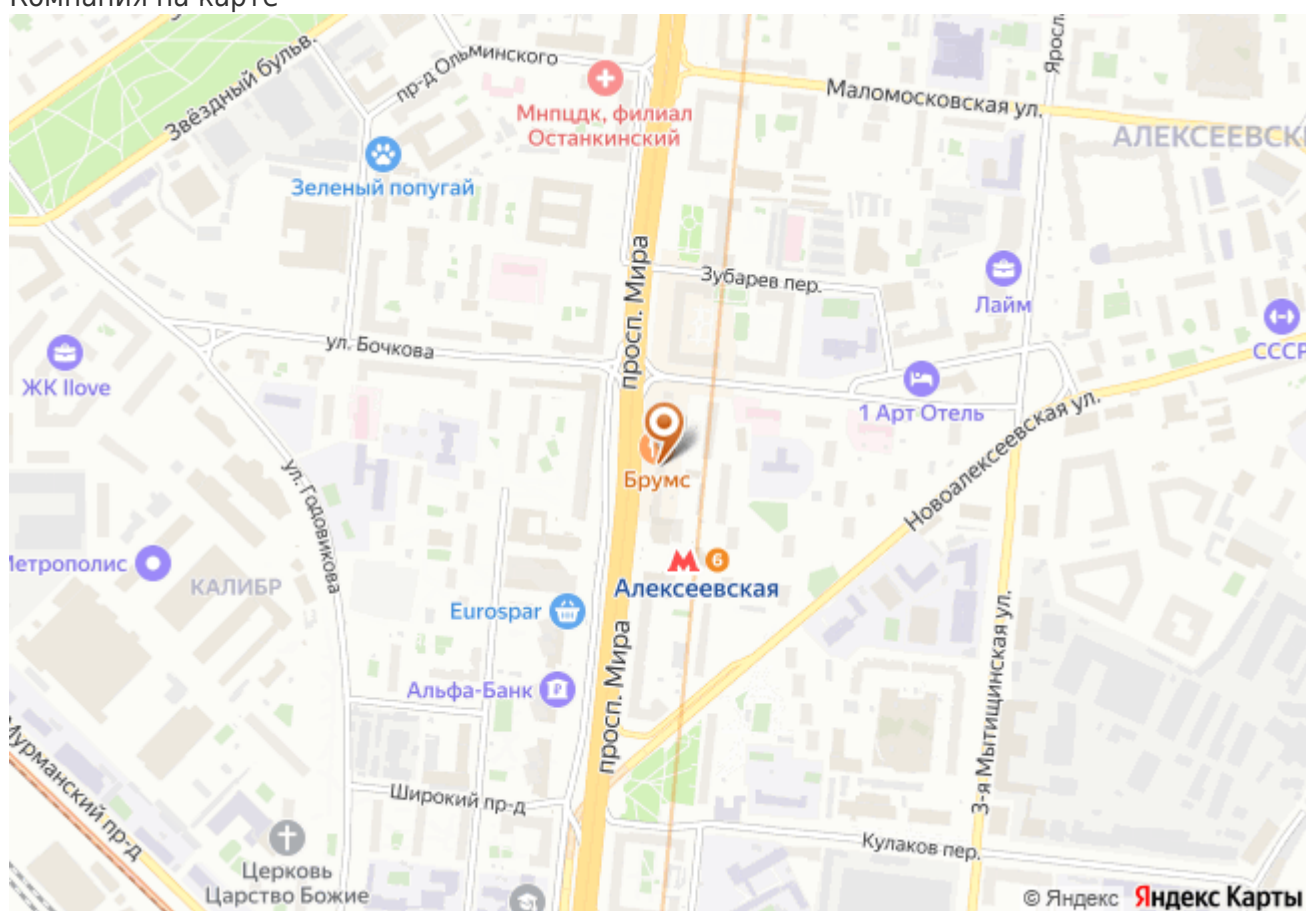 Компания на карте
Звёздный бульв.
пр-д Ольминского
Мнпцдк, филиал
Останкинский
Маломосковская ул.
Яросл.
АЛЕКСЕЕВСК
Зеленый попугай
просп. Мира
Зубарев пер.
Лайм
СССР
ул. Бочкова
ЖК Ilove
1 Арт Отель
Новоалексеевская ул.
Брумс
ул. Годовикова
Метрополис
КАЛИБР
6
Алексеевская
Eurospar
Альфа-Банк
просп. Мира
3-я Мытищинская ул.
Мурманский пр-д
Широкий пр-д
Кулаков пер.
Церковь
Царство Божие
© Яндекс Яндекс Карты